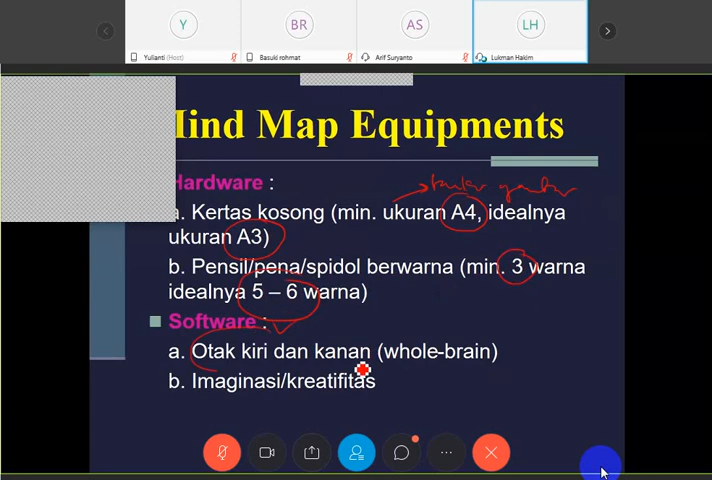 Y
BR
AS
LH
Yulianti (Host)
Basuki rohmat
Arif Suryanto
Lukman Hakim
Mind Map Equipments
Hardware :
a. Kertas kosong (min. ukuran A4, idealnya
ukuran A3)
b. Pensil/pena/spidol berwarna (min. 3 warna
idealnya 5 – 6 warna)
Software :
a. Otak kiri dan kanan (whole-brain)
b. Imaginasi/kreatifitas